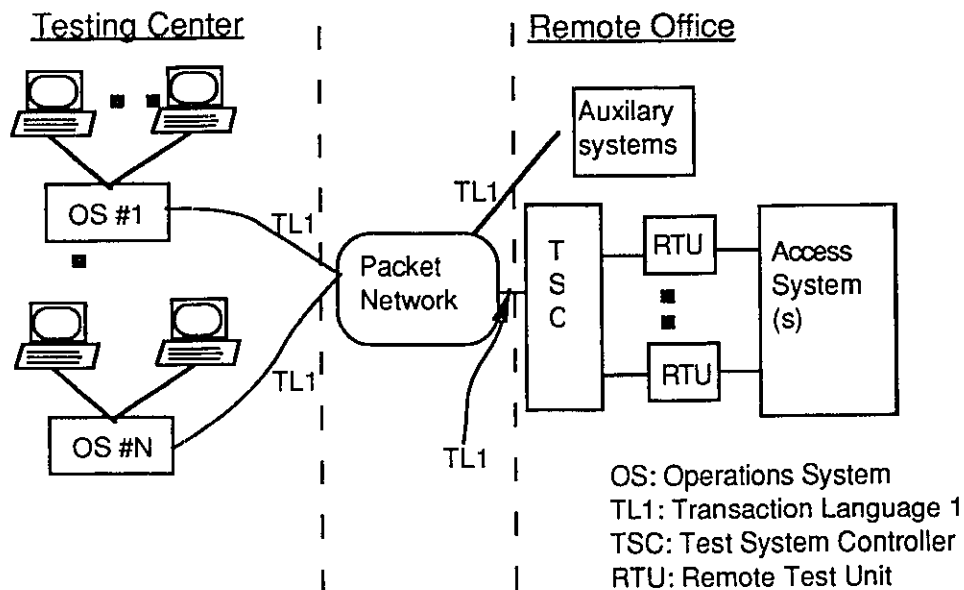 Testing Center
Remote Office
Auxilary
systems
TL1
OS #1
TL1
Packet
Network
T
S
C
RTU
Access
System
(s)
RTU
TL1
OS #N
TL1
OS: Operations System
TL1: Transaction Language 1
TSC: Test System Controller
RTU: Remote Test Unit